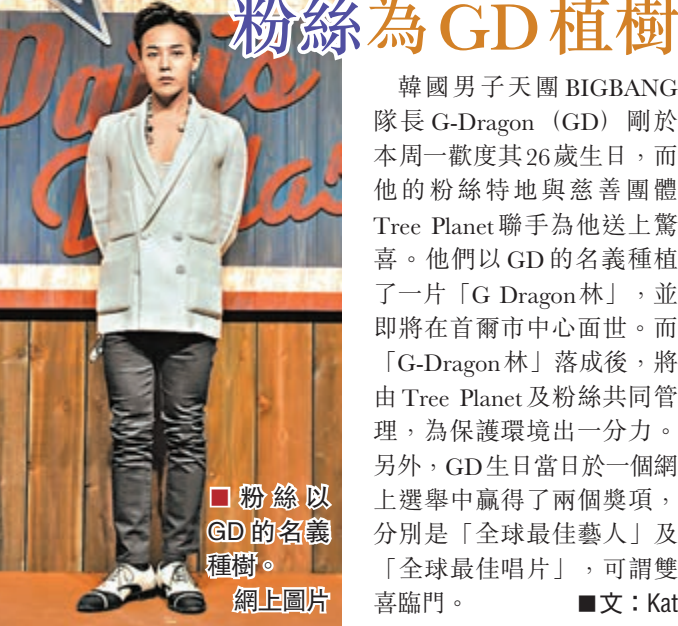 粉絲為GD植樹
韓國男子天團BIGBANG
隊長G-Dragon（GD）剛於
本周一歡度其26歲生日，而
他的粉絲特地與慈善團體
Tree Planet聯手為他送上驚
喜。他們以GD的名義種植
了一片「G Dragon林」，並
即將在首爾市中心面世。而
「G-Dragon林」落成後，將
由Tree Planet及粉絲共同管
理，為保護環境出一分力。
另外，GD生日當日於一個網
上選舉中贏得了兩個獎項，
分別是「全球最佳藝人」及
「全球最佳唱片」，可謂雙
喜臨門。 ■文：Kat
■粉絲以
GD的名義
種樹。
網上圖片